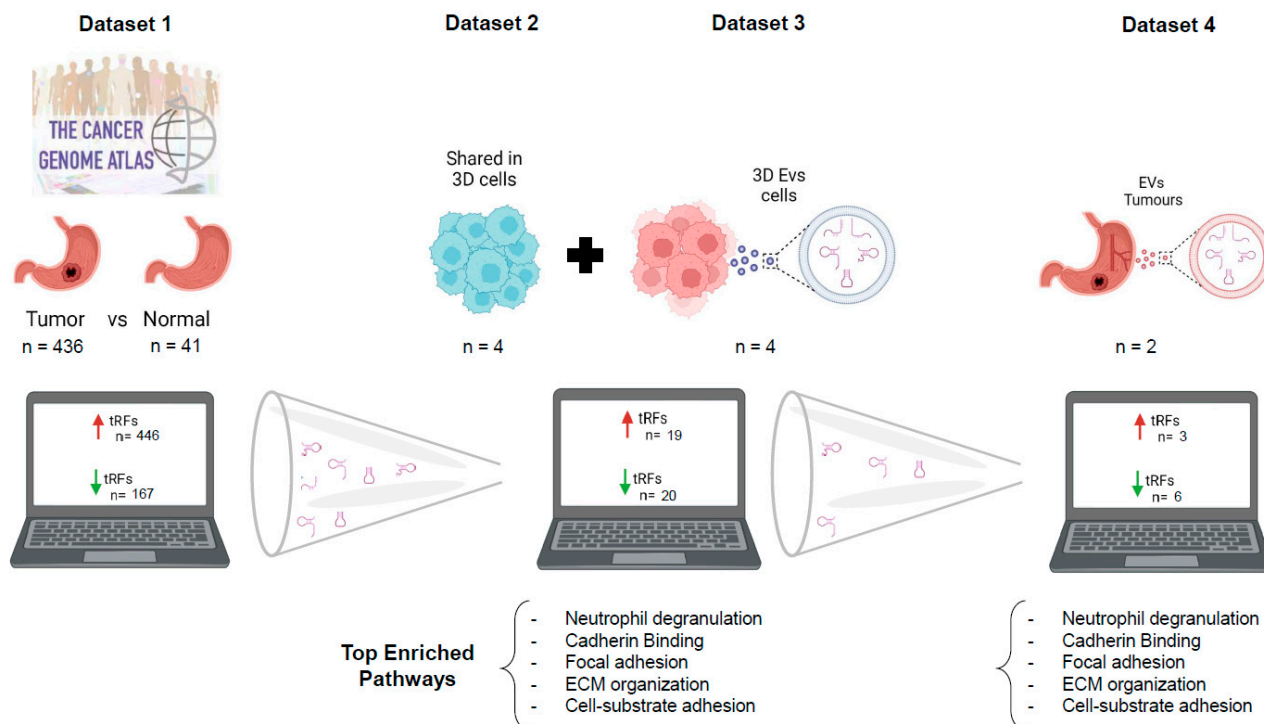 Dataset 1
Dataset 2
Dataset 3
Dataset 4
THE CANCER
GENOME ATLAS
Shared in
3D cells
3D Evs
cells
EVs
Tumours
Tumor vs Normal
n = 436
n = 41
n = 4
n = 4
n = 2
tRFs
n= 446
tRFs
n= 167
tRFs
n= 19
tRFs
n= 20
tRFs
n= 3
tRFs
n= 6
Top Enriched
Pathways
- Neutrophil degranulation
- Cadherin Binding
- Focal adhesion
- ECM organization
- Cell-substrate adhesion
- Neutrophil degranulation
- Cadherin Binding
- Focal adhesion
- ECM organization
- Cell-substrate adhesion